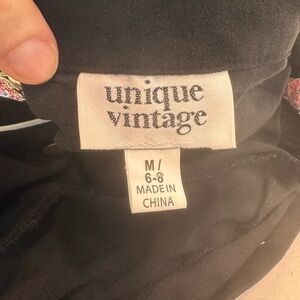 unique
vintage
M/
6-8
MADE IN
CHINA